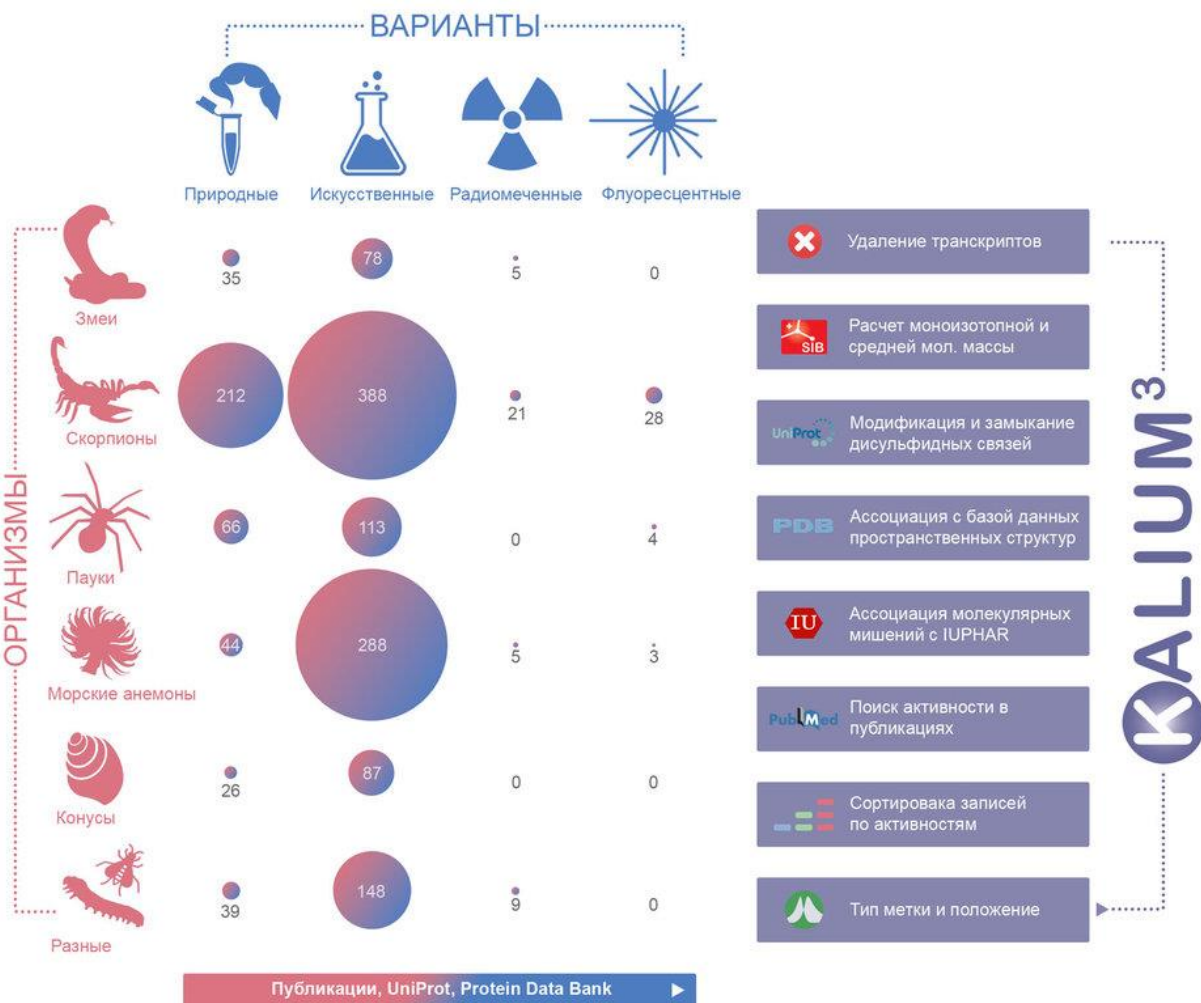 ВАРИАНТЫ
Природные Искусственные Радиомеченные Флуоресцентные
ОРГАНИЗМЫ
35 78 5 0
Змеи
212 388 21 28
Скорпионы
66 113 0 4
Пауки
44 288 5 3
Морские анемоны
26 87 0 0
Конусы
39 148 9 0
Разные
Публикации, UniProt, Protein Data Bank
Удаление транскриптов
SIB
Расчет моноизотопной и
средней мол. массы
UniProt
Модификация и замыкание
дисульфидных связей
PDB
Ассоциация с базой данных
пространственных структур
IU
Ассоциация молекулярных
мишеней с IUPHAR
PubMed
Поиск активности в
публикациях
Сортировака записей
по активностям
Тип метки и положение
KALIUM3